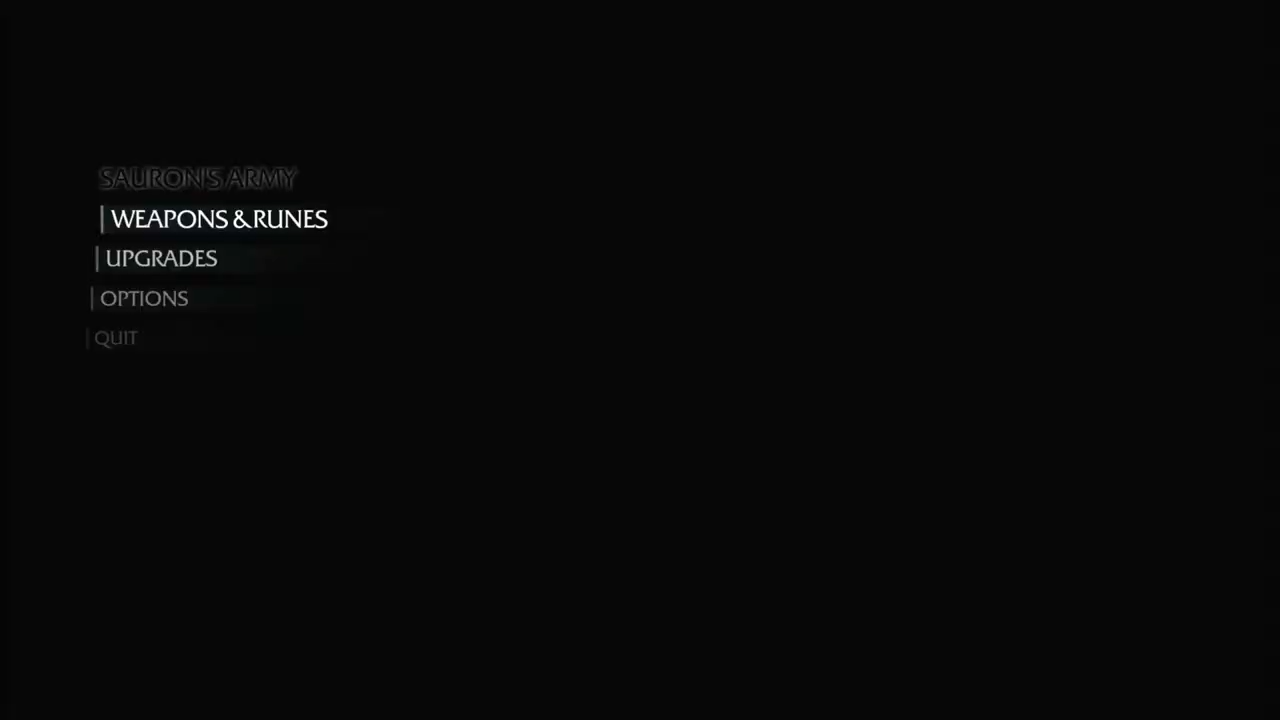 SAURON'S ARMY
WEAPONS & RUNES
UPGRADES
OPTIONS
QUIT